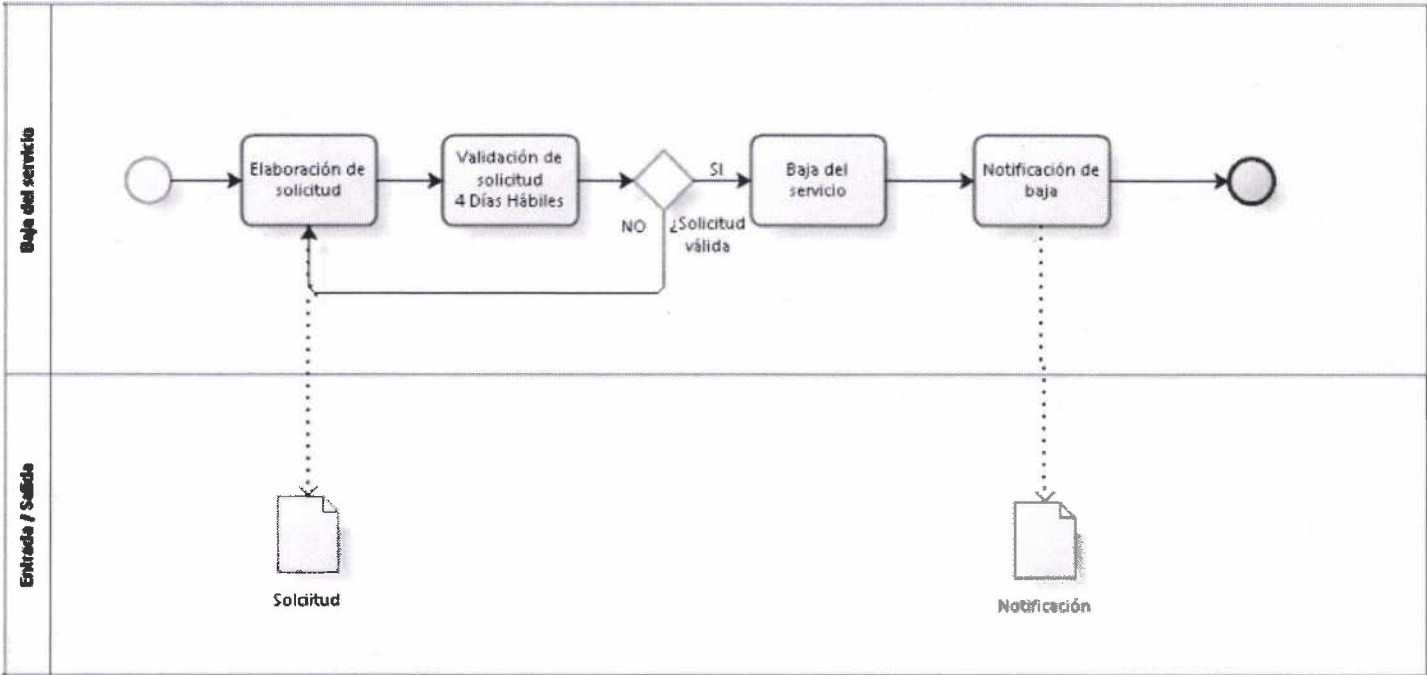 Baja del servicio
Elaboración de
solicitud
Validación de
solicitud
4 Días Hábiles
SI
NO
¿Solicitud
válida
Baja del
servicio
Notificación de
baja
Entrada / Salida
Solciitud
Notificación